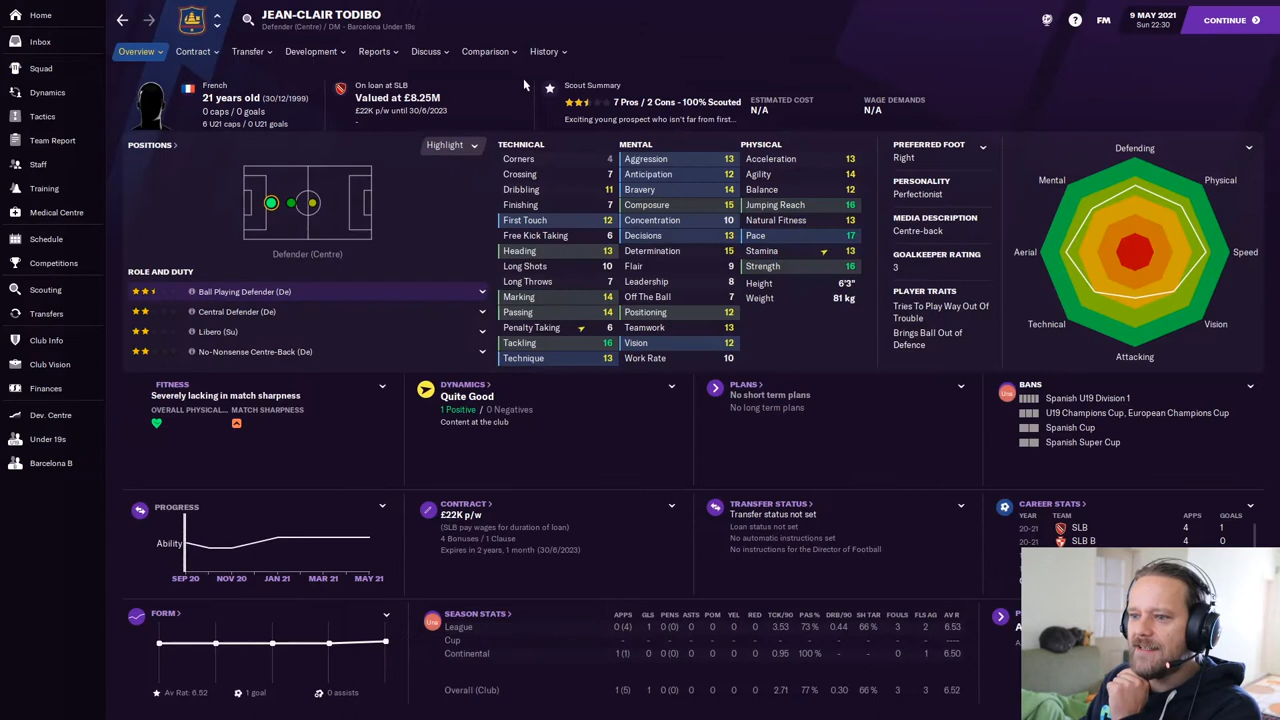 Home
Inbox
Squad
Dynamics
Tactics
Team Report
Staff
Training
Medical Centre
Schedule
Competitions
Scouting
Transfers
Club Info
Club Vision
Finances
Dev. Centre
Under 19s
Barcelona B
JEAN-CLAIR TODIBO
Defender (Centre) / DM - Barcelona Under 19s
FM
9 MAY 2021
Sun 22:30
CONTINUE
Overview
Contract
Transfer
Development
Reports
Discuss
Comparison
History
French
21 years old (30/12/1999)
0 caps / 0 goals
6 U21 caps / 0 U21 goals
On loan at SLB
Valued at £8.25M
£22K p/w until 30/6/2023
-
Scout Summary
7 Pros / 2 Cons - 100% Scouted
Exciting young prospect who isn't far from first...
ESTIMATED COST
N/A
WAGE DEMANDS
N/A
POSITIONS
Highlight
Defender (Centre)
ROLE AND DUTY
Ball Playing Defender (De)
Central Defender (De)
Libero (Su)
No-Nonsense Centre-Back (De)
TECHNICAL
Corners 4
Crossing 7
Dribbling 11
Finishing 7
First Touch 12
Free Kick Taking 6
Heading 13
Long Shots 10
Long Throws 7
Marking 14
Passing 14
Penalty Taking 6
Tackling 16
Technique 13
MENTAL
Aggression 13
Anticipation 12
Bravery 14
Composure 15
Concentration 10
Decisions 13
Determination 15
Flair 9
Leadership 8
Off The Ball 7
Positioning 12
Teamwork 13
Vision 12
Work Rate 10
PHYSICAL
Acceleration 13
Agility 14
Balance 12
Jumping Reach 16
Natural Fitness 13
Pace 17
Stamina 13
Strength 16
Height 6'3"
Weight 81 kg
PREFERRED FOOT
Right
PERSONALITY
Perfectionist
MEDIA DESCRIPTION
Centre-back
GOALKEEPER RATING
3
PLAYER TRAITS
Tries To Play Way Out Of
Trouble
Brings Ball Out of
Defence
Defending
Mental
Physical
Aerial
Speed
Technical
Vision
Attacking
FITNESS
Severely lacking in match sharpness
OVERALL PHYSICAL... MATCH SHARPNESS
DYNAMICS
Quite Good
1 Positive / 0 Negatives
Content at the club
PLANS
No short term plans
No long term plans
BANS
Una
Spanish U19 Division 1
U19 Champions Cup, European Champions Cup
Spanish Cup
Spanish Super Cup
PROGRESS
Ability
SEP 20 NOV 20 JAN 21 MAR 21 MAY 21
CONTRACT
£22K p/w
(SLB pay wages for duration of loan)
4 Bonuses / 1 Clause
Expires in 2 years, 1 month (30/6/2023)
TRANSFER STATUS
Transfer status not set
Loan status not set
No automatic instructions set
No instructions for the Director of Football
CAREER STATS
YEAR TEAM APPS GOALS
20-21 SLB 4 1
20-21 SLB B 4 0
FORM
Av Rat: 6.52 1 goal 0 assists
Una
SEASON STATS APPS GLS PENS ASTS POM YEL RED TCK/90 PAS % DRB/90 SH TAR FOULS FLS AG AV R
League 0 (4) 1 0 (0) 0 0 0 0 3.53 73 % 0.44 66 % 3 2 6.53
Cup - - - - - - - - - - - - - ----
Continental 1 (1) 0 0 (0) 0 0 0 0 0.95 100 % - - 0 1 6.50
Overall (Club) 1 (5) 1 0 (0) 0 0 0 0 2.71 77 % 0.30 66 % 3 3 6.52